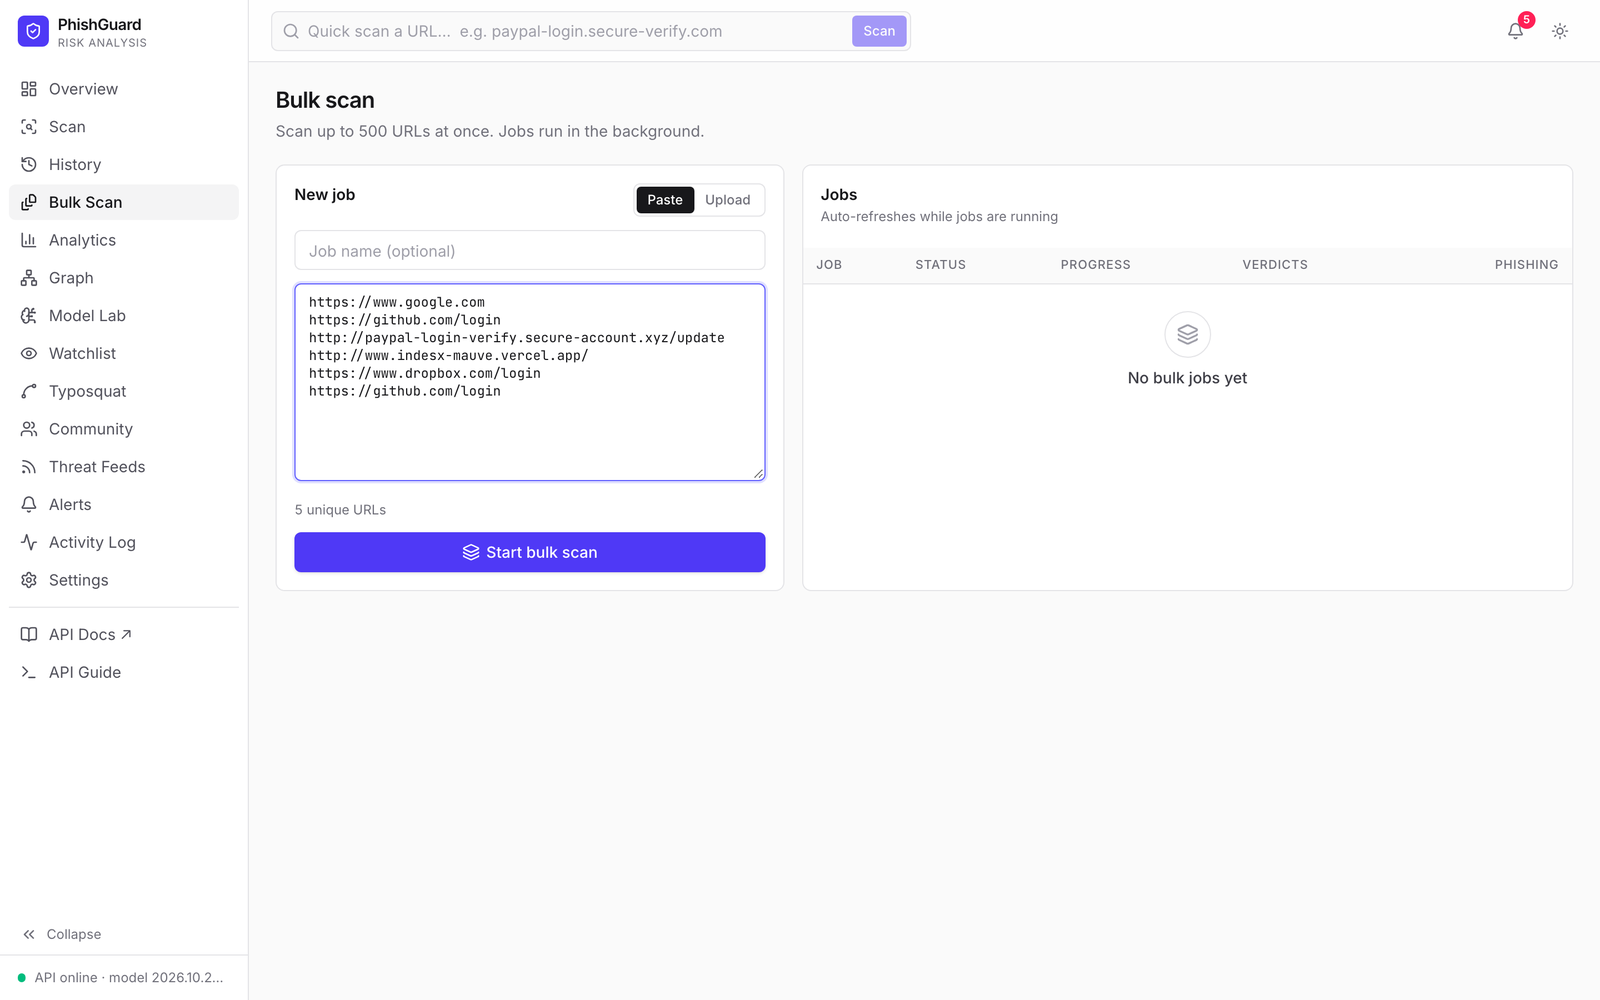 PhishGuard
RISK ANALYSIS
Overview
Scan
History
Bulk Scan
Analytics
Graph
Model Lab
Watchlist
Typosquat
Community
Threat Feeds
Alerts
Activity Log
Settings
API Docs ↗
API Guide
Collapse
API online · model 2026.10.2...
Quick scan a URL... e.g. paypal-login.secure-verify.com
Scan
5
Bulk scan
Scan up to 500 URLs at once. Jobs run in the background.
New job
Paste Upload
Job name (optional)
https://www.google.com
https://github.com/login
http://paypal-login-verify.secure-account.xyz/update
http://www.indesx-mauve.vercel.app/
https://www.dropbox.com/login
https://github.com/login
5 unique URLs
Start bulk scan
Jobs
Auto-refreshes while jobs are running
JOB STATUS PROGRESS VERDICTS PHISHING
No bulk jobs yet